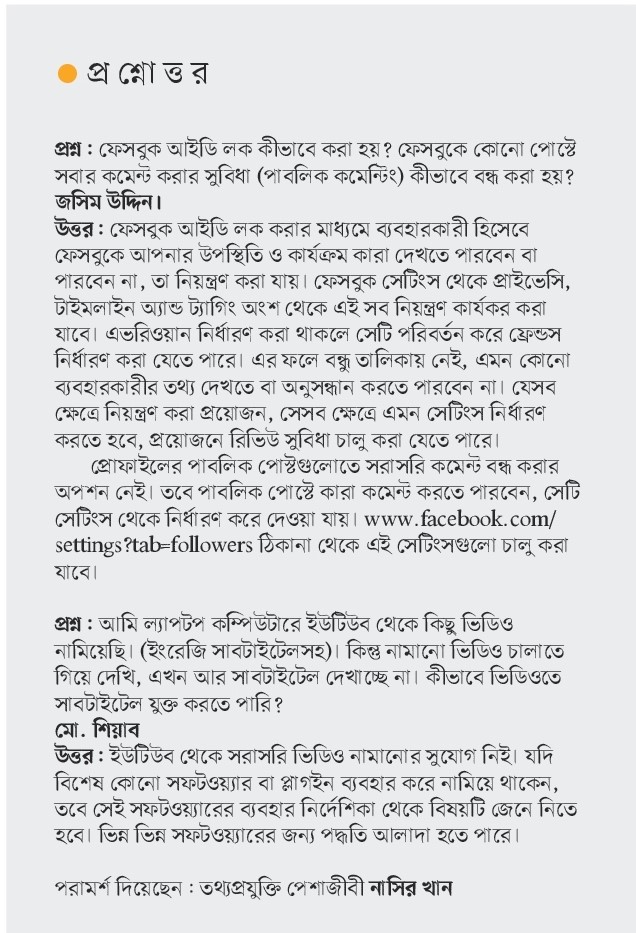 প্রশ্নোত্তর
প্রশ্ন : ফেসবুক আইডি লক কীভাবে করা হয়? ফেসবুকে কোনো পোস্টে
সবার কমেন্ট করার সুবিধা (পাবলিক কমেন্টিং) কীভাবে বন্ধ করা হয়?
জসিম উদ্দিন।
উত্তর : ফেসবুক আইডি লক করার মাধ্যমে ব্যবহারকারী হিসেবে
ফেসবুকে আপনার উপস্থিতি ও কার্যক্রম কারা দেখতে পারবেন বা
পারবেন না, তা নিয়ন্ত্রণ করা যায়। ফেসবুক সেটিংস থেকে প্রাইভেসি,
টাইমলাইন অ্যান্ড ট্যাগিং অংশ থেকে এই সব নিয়ন্ত্রণ কার্যকর করা
যাবে। এভরিওয়ান নির্ধারণ করা থাকলে সেটি পরিবর্তন করে ফ্রেন্ডস
নির্ধারণ করা যেতে পারে। এর ফলে বন্ধু তালিকায় নেই, এমন কোনো
ব্যবহারকারীর তথ্য দেখতে বা অনুসন্ধান করতে পারবেন না। যেসব
ক্ষেত্রে নিয়ন্ত্রণ করা প্রয়োজন, সেসব ক্ষেত্রে এমন সেটিংস নির্ধারণ
করতে হবে, প্রয়োজনে রিভিউ সুবিধা চালু করা যেতে পারে।
প্রোফাইলের পাবলিক পোস্টগুলোতে সরাসরি কমেন্ট বন্ধ করার
অপশন নেই। তবে পাবলিক পোস্টে কারা কমেন্ট করতে পারবেন, সেটি
সেটিংস থেকে নির্ধারণ করে দেওয়া যায়। www.facebook.com/
settings?tab=followers ঠিকানা থেকে এই সেটিংসগুলো চালু করা
যাবে।
প্রশ্ন : আমি ল্যাপটপ কম্পিউটারে ইউটিউব থেকে কিছু ভিডিও
নামিয়েছি। (ইংরেজি সাবটাইটেলসহ)। কিন্তু নামানো ভিডিও চালাতে
গিয়ে দেখি, এখন আর সাবটাইটেল দেখাচ্ছে না। কীভাবে ভিডিওতে
সাবটাইটেল যুক্ত করতে পারি?
মো. শিয়াব
উত্তর : ইউটিউব থেকে সরাসরি ভিডিও নামানোর সুযোগ নিই। যদি
বিশেষ কোনো সফটওয়্যার বা প্লাগইন ব্যবহার করে নামিয়ে থাকেন,
তবে সেই সফটওয়্যারের ব্যবহার নির্দেশিকা থেকে বিষয়টি জেনে নিতে
হবে। ভিন্ন ভিন্ন সফটওয়্যারের জন্য পদ্ধতি আলাদা হতে পারে।
পরামর্শ দিয়েছেন : তথ্যপ্রযুক্তি পেশাজীবী নাসির খান